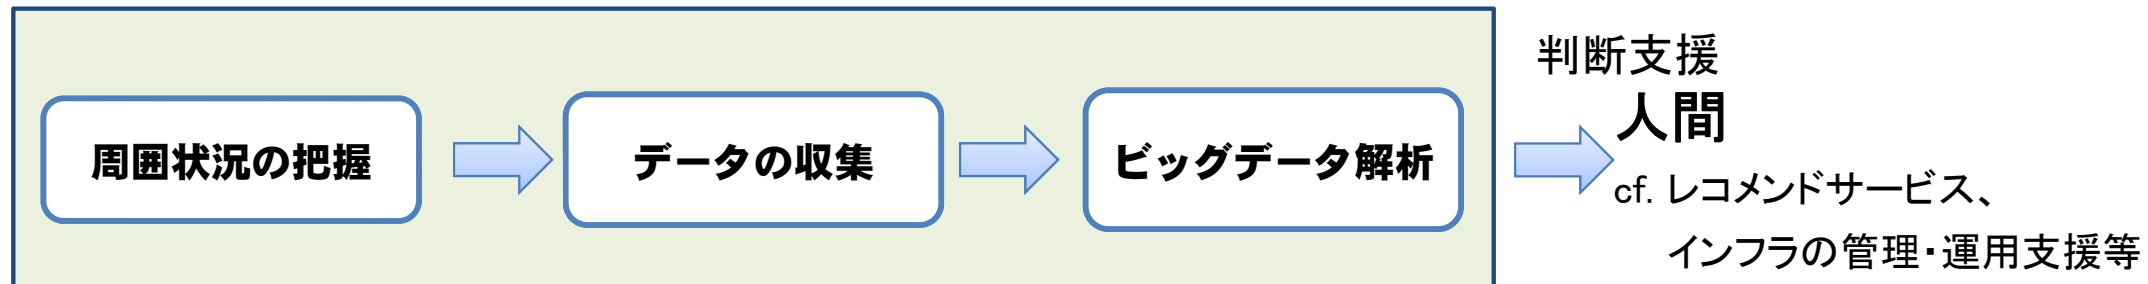 周囲状況の把握
データの収集
ビッグデータ解析
判断支援
人間
cf. レコメンドサービス、
インフラの管理・運用支援等